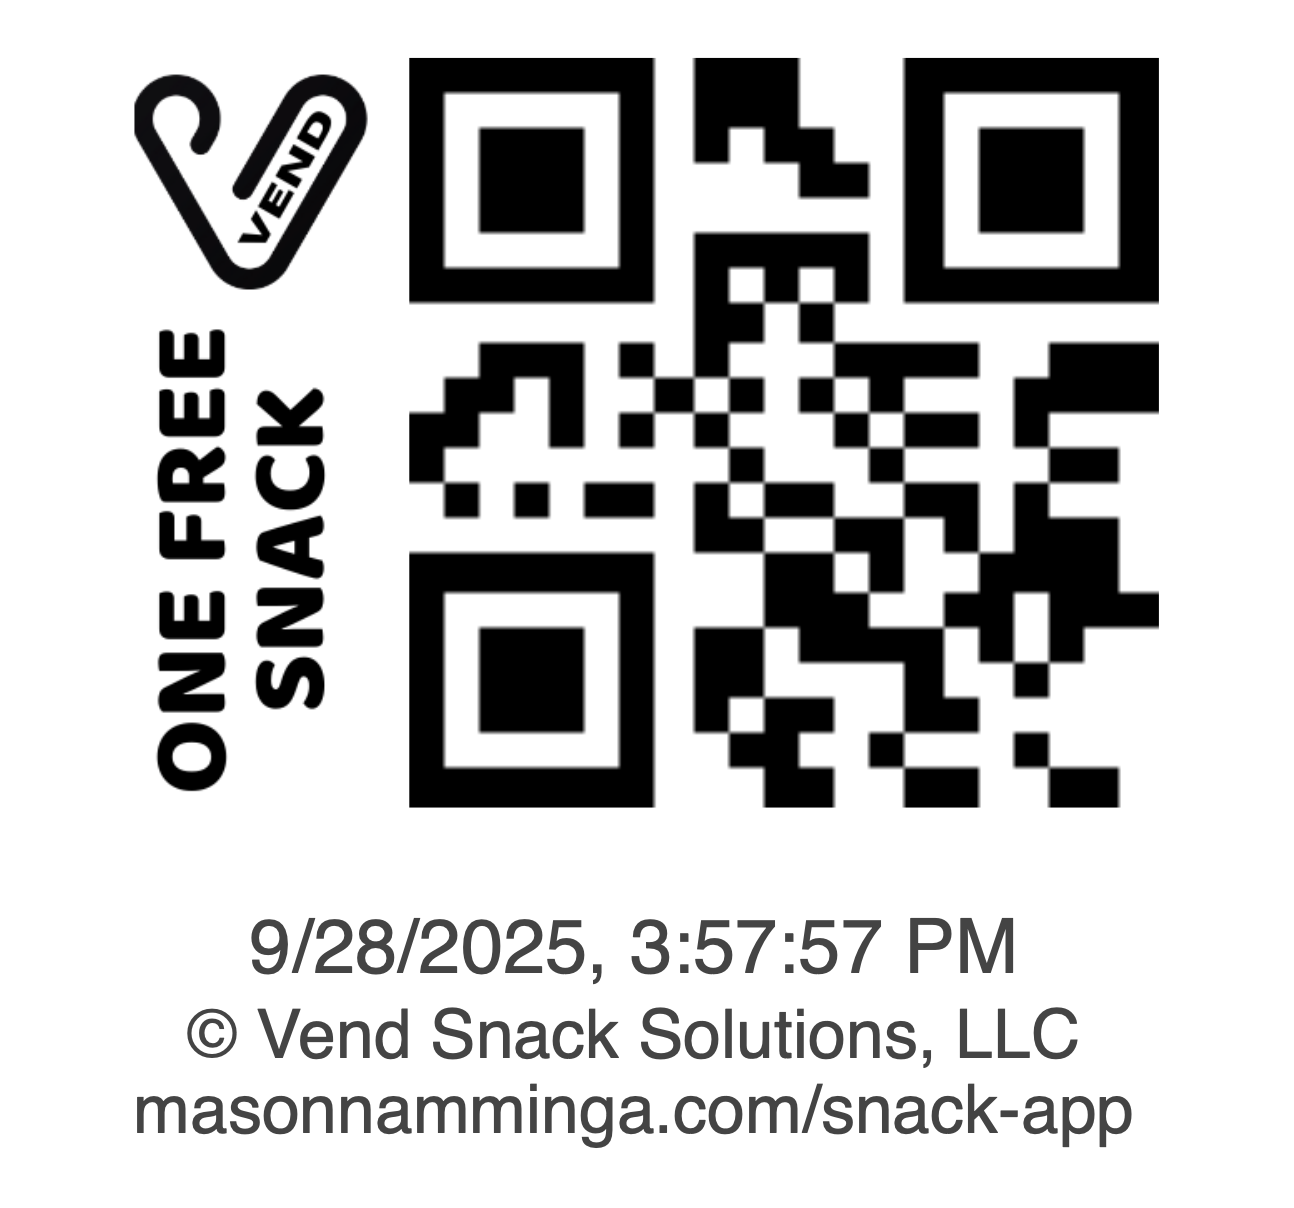 VEND
ONE FREE
SNACK
9/28/2025, 3:57:57 PM
© Vend Snack Solutions, LLC
masonnamminga.com/snack-app